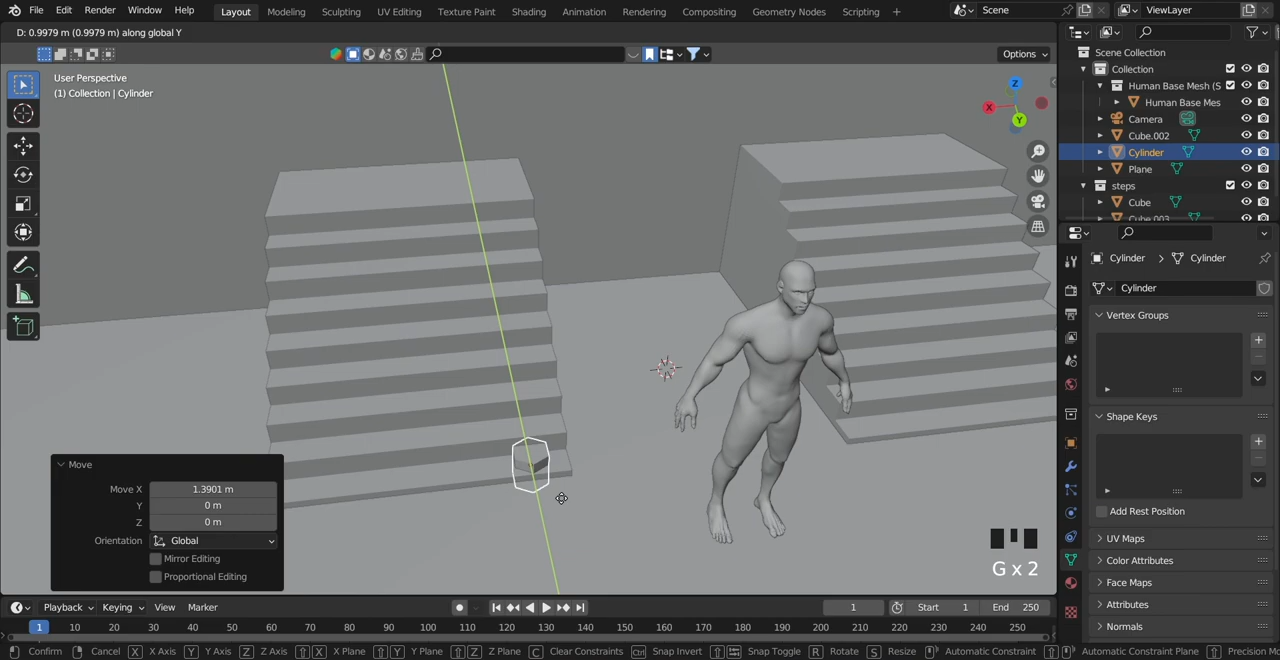 File Edit Render Window Help Layout Modeling Sculpting UV Editing Texture Paint Shading Animation Rendering Compositing Geometry Nodes Scripting + Scene ViewLayer
D: 0.9979 m (0.9979 m) along global Y
Options
User Perspective
(1) Collection | Cylinder
Z
X
Y
Scene Collection
Collection
Human Base Mesh (S
Human Base Mes
Camera
Cube.002
Cylinder
Plane
steps
Cube
Cube.003
Cylinder > Cylinder
Cylinder
Vertex Groups
Shape Keys
Add Rest Position
UV Maps
Color Attributes
Face Maps
Attributes
Normals
Move
Move X 1.3901 m
Y 0 m
Z 0 m
Orientation Global
Mirror Editing
Proportional Editing
G x 2
Playback Keying View Marker 1 Start 1 End 250
1 10 20 30 40 50 60 70 80 90 100 110 120 130 140 150 160 170 180 190 200 210 220 230 240 250
Confirm Cancel X X Axis Y Y Axis Z Z Axis X X Plane Y Y Plane Z Z Plane C Clear Constraints Ctrl Snap Invert Snap Toggle R Rotate S Resize Automatic Constraint Automatic Constraint Plane Precision Mo